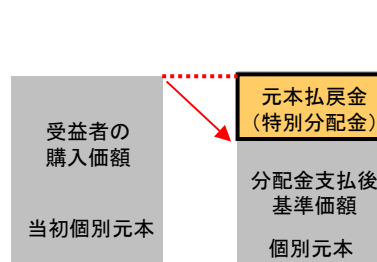 受益者の
購入価額
当初個別元本
元本払戻金
（特別分配金）
分配金支払後
基準価額
個別元本